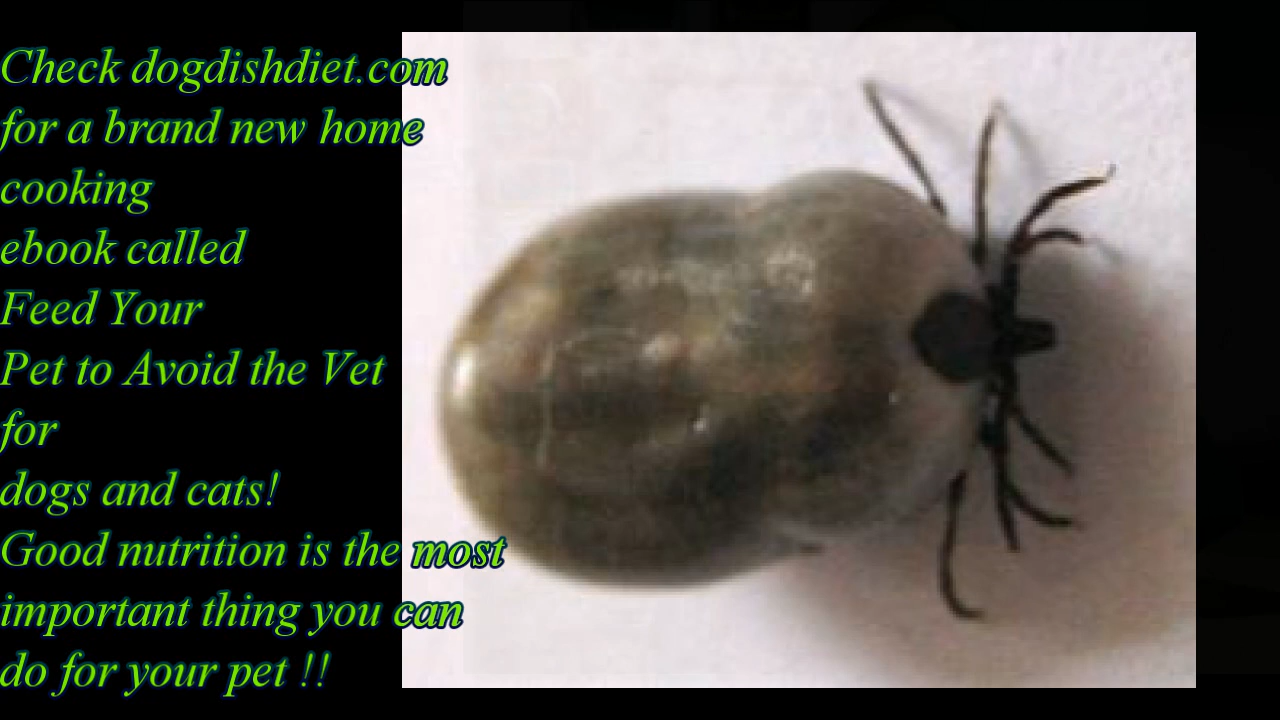 Check dogdishdiet.com
for a brand new home
cooking
ebook called
Feed Your
Pet to Avoid the Vet
for
dogs and cats!
Good nutrition is the most
important thing you can
do for your pet !!